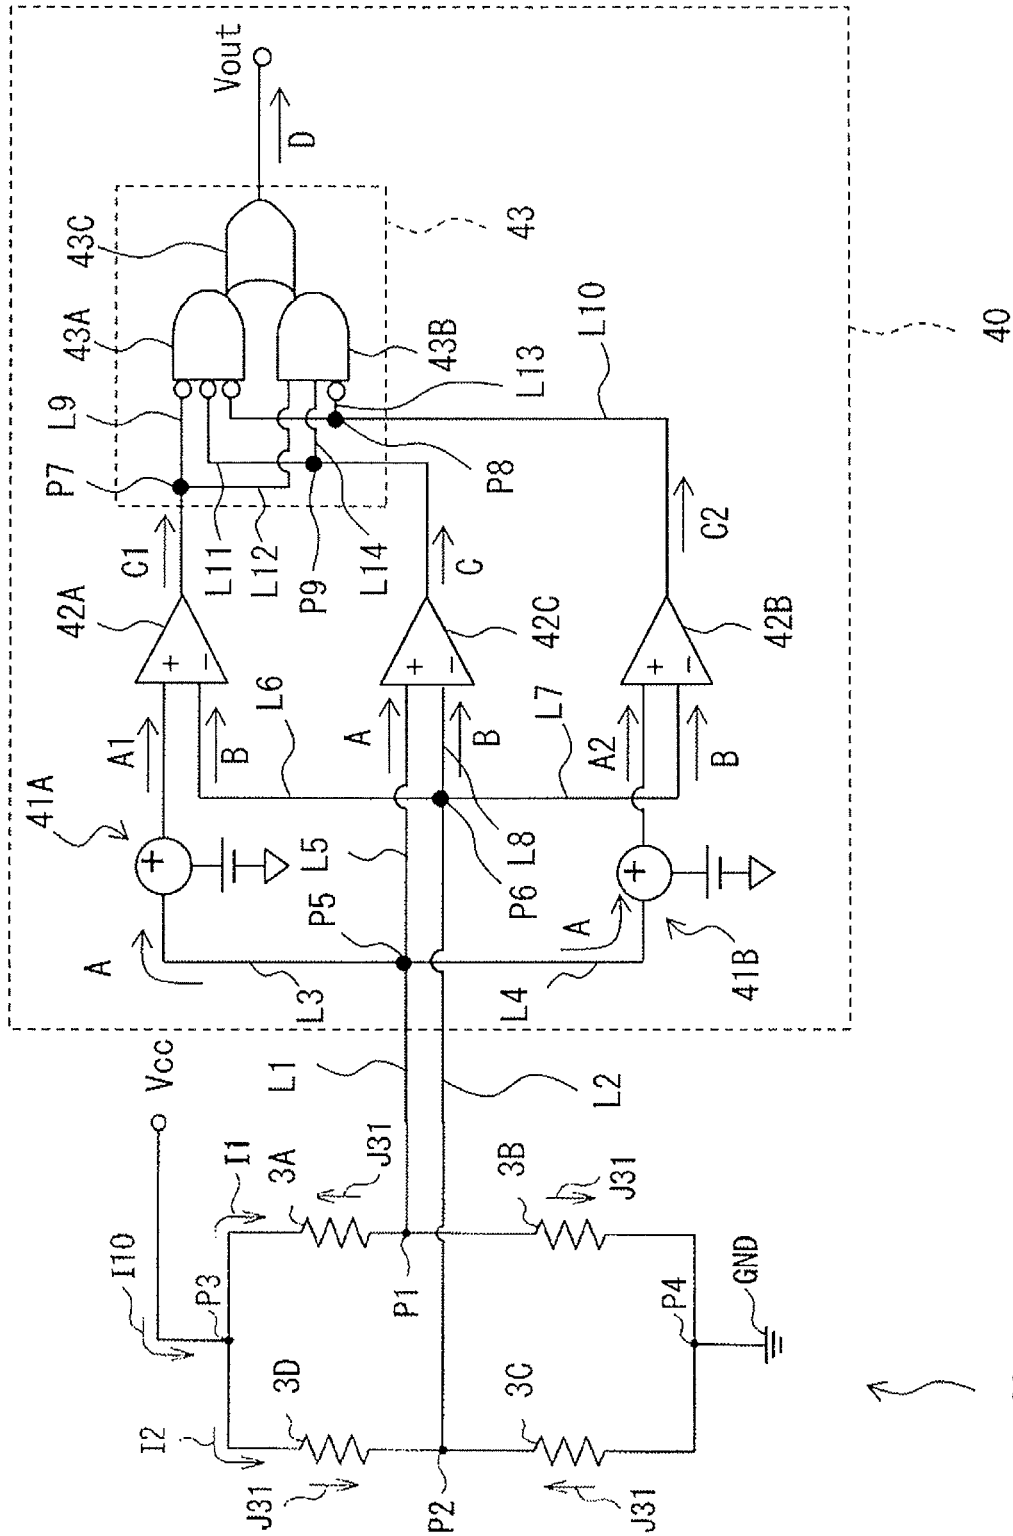 Vout
D
43C
43
43A
43B
L9
L13
L10
40
P7
P8
C1
L11
L12
P9
L14
C
C2
42A
42C
42B
+
−
+
−
+
−
A1
B
L6
A
B
L7
A2
B
41A
+
L5
L8
P6
+
P5
A
A
L3
L4
41B
Vcc
L1
L2
I10
I1
3A
J31
3B
J31
P3
P1
P4
GND
I2
3D
3C
J31
P2
J31